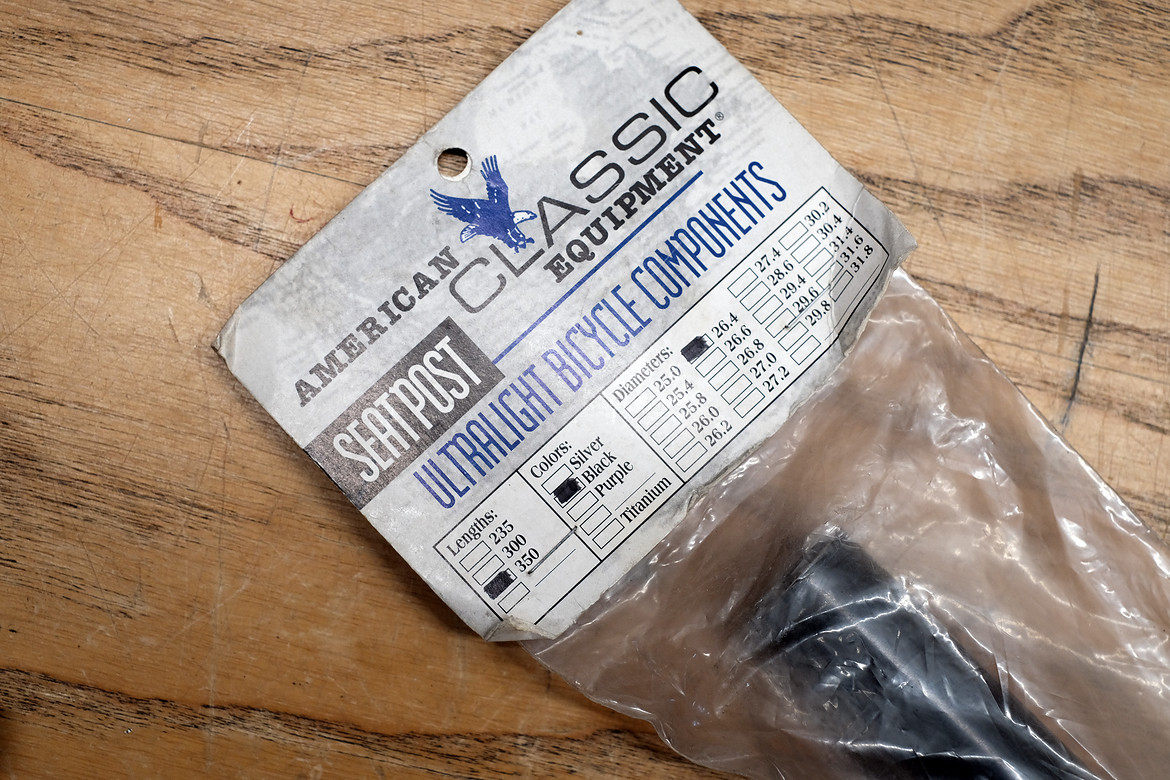 AMERICAN
CLASSIC
EQUIPMENT®
SEATPOST
ULTRALIGHT BICYCLE COMPONENTS
Lengths:
235
300
350
Colors:
Silver
Black
Purple
Titanium
Diameters:
25.0
25.4
25.8
26.0
26.2
26.4
26.6
26.8
27.0
27.2
27.4
28.6
29.4
29.6
29.8
30.2
30.4
31.4
31.6
31.8